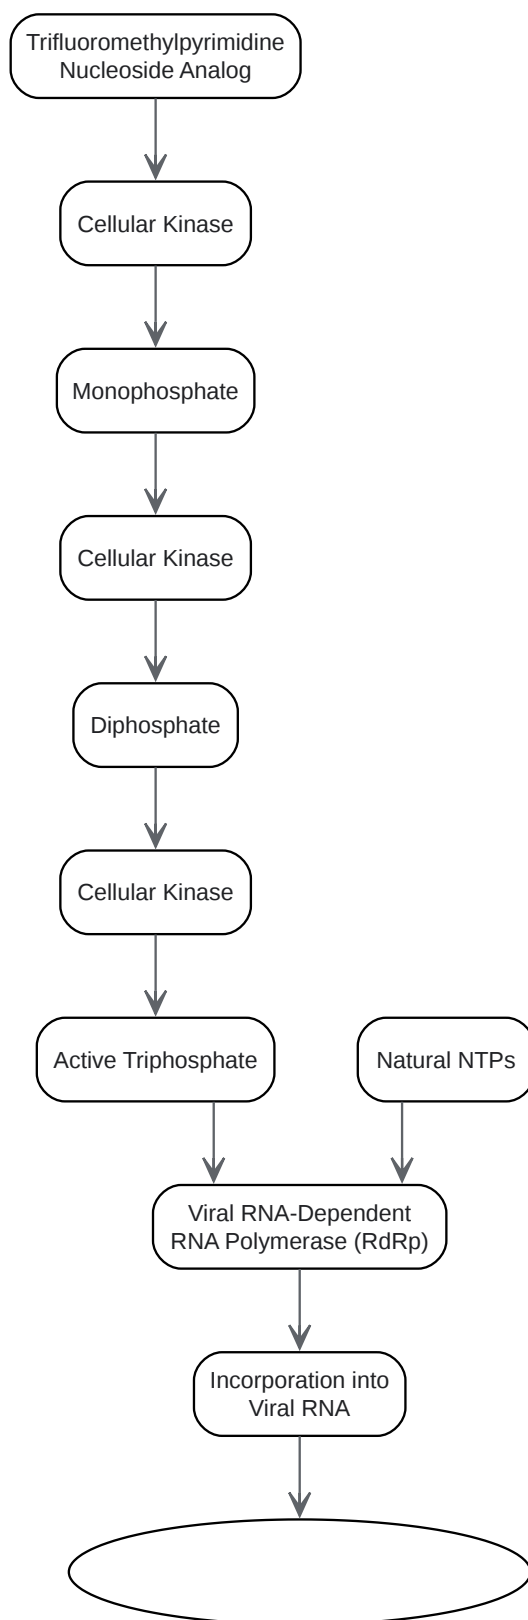 Trifluoromethylpyrimidine
Nucleoside Analog
Cellular Kinase
Monophosphate
Cellular Kinase
Diphosphate
Cellular Kinase
Active Triphosphate
Natural NTPs
Viral RNA-Dependent
RNA Polymerase (RdRp)
Incorporation into
Viral RNA